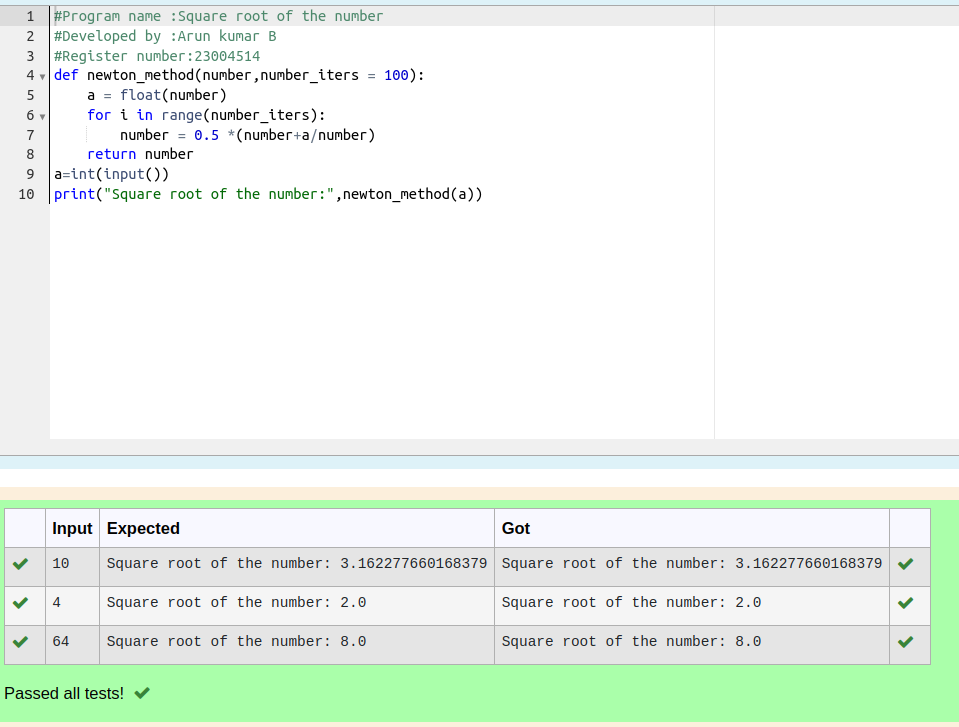 1 #Program name :Square root of the number
2 #Developed by :Arun kumar B
3 #Register number:23004514
4 def newton_method(number,number_iters = 100):
5     a = float(number)
6     for i in range(number_iters):
7         number = 0.5 *(number+a/number)
8     return number
9 a=int(input())
10 print("Square root of the number:",newton_method(a))
Input Expected Got
10 Square root of the number: 3.162277660168379 Square root of the number: 3.162277660168379
4 Square root of the number: 2.0 Square root of the number: 2.0
64 Square root of the number: 8.0 Square root of the number: 8.0
Passed all tests!